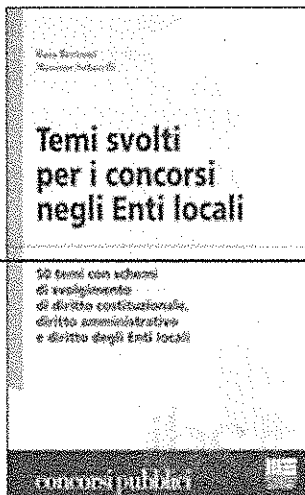 Temi svolti
per i concorsi
negli Enti locali
50 temi con schemi
di svolgimento
di diritto costituzionale,
diritto amministrativo
e diritto degli Enti locali
concorsi pubblici